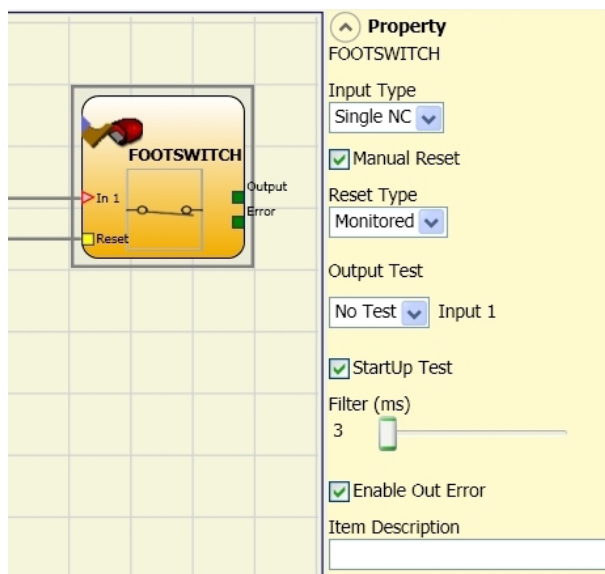 FOOTSWITCH
In 1
Reset
Output
Error
Property
FOOTSWITCH
Input Type
Single NC
Manual Reset
Reset Type
Monitored
Output Test
No Test Input 1
StartUp Test
Filter (ms)
3
Enable Out Error
Item Description